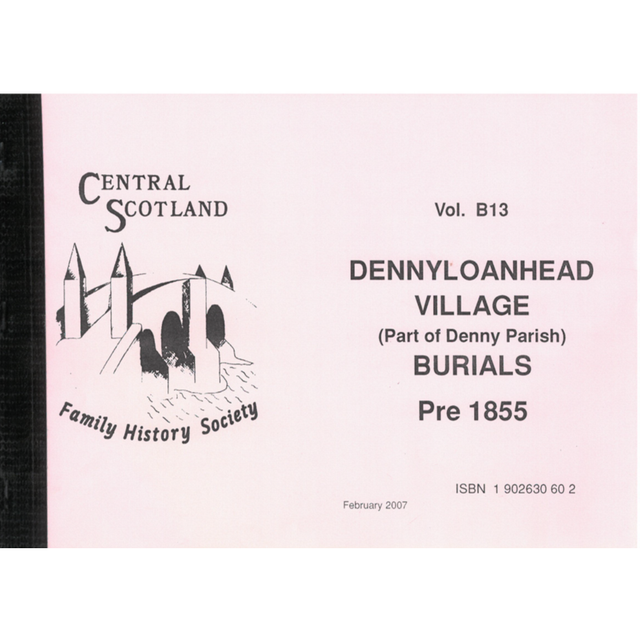 CENTRAL
SCOTLAND
Family History Society
Vol. B13
DENNYLOANHEAD
VILLAGE
(Part of Denny Parish)
BURIALS
Pre 1855
ISBN 1 902630 60 2
February 2007